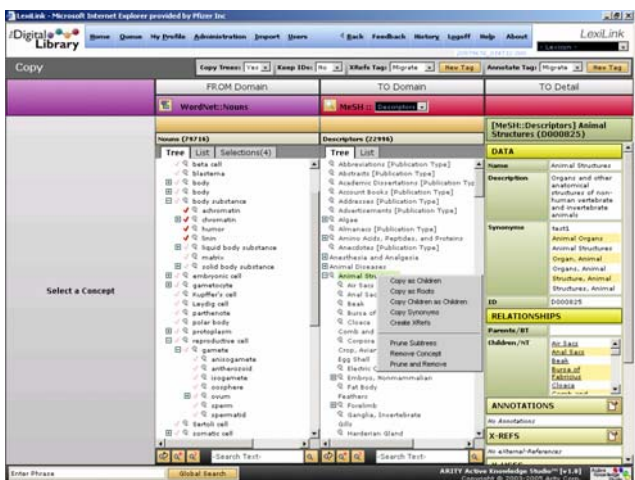 LexiLink - Microsoft Internet Explorer provided by Pfizer Inc
Digital Library
Home Queue My Profile Administration Import Users
Back Feedback History Logoff Help About
LexiLink
- Lexicon -
Copy
Copy Trees: Yes Keep IDs: No XRefs Tag: Migrate New Tag Annotate Tag: Migrate New Tag
FROM Domain
TO Domain
TO Detail
WordNet::Nouns
MeSH :: Descriptors
[MeSH::Descriptors] Animal Structures (D000825)
Nouns (79716)
Descriptors (22996)
Tree List Selections(4)
Tree List
Select a Concept
beta cell
blastema
body
body
body substance
achromatin
chromatin
humor
linin
liquid body substance
matrix
solid body substance
embryonic cell
gametocyte
Kupffer's cell
Leydig cell
parthenote
polar body
protoplasm
reproductive cell
gamete
anisogamete
antherozoid
isogamete
oosphere
ovum
sperm
spermatid
Sertoli cell
somatic cell
Abbreviations [Publication Type]
Abstracts [Publication Type]
Academic Dissertations [Publication Typ
Account Books [Publication Type]
Addresses [Publication Type]
Advertisements [Publication Type]
Algae
Almanacs [Publication Type]
Amino Acids, Peptides, and Proteins
Anecdotes [Publication Type]
Anesthesia and Analgesia
Animal Diseases
Animal Stru
Air Sacs
Anal Sac
Beak
Bursa of
Cloaca
Comb and
Corpora
Crop, Avian
Egg Shell
Electric
Embryo, Nonmammalian
Fat Body
Feathers
Forelimb
Ganglia, Invertebrate
Gills
Harderian Gland
Copy as Children
Copy as Roots
Copy Children as Children
Copy Synonyms
Create XRefs
Prune Subtrees
Remove Concept
Prune and Remove
DATA
Name Animal Structures
Description Organs and other anatomical structures of non-human vertebrate and invertebrate animals
Synonyms test1
Animal Organs
Animal Structures
Organ, Animal
Organs, Animal
Structure, Animal
Structures, Animal
ID D000825
RELATIONSHIPS
Parents/BT
Children/NT Air Sacs
Anal Sacs
Beak
Bursa of Fabricius
Cloaca
Comb and
ANNOTATIONS
No Annotations
X-REFS
No eXternal-References
-Search Text-
-Search Text-
Enter Phrase
Global Search
ARITY Active Knowledge Studio™ [v1.0]
Copyright © 2003-2005 Arity Corp.